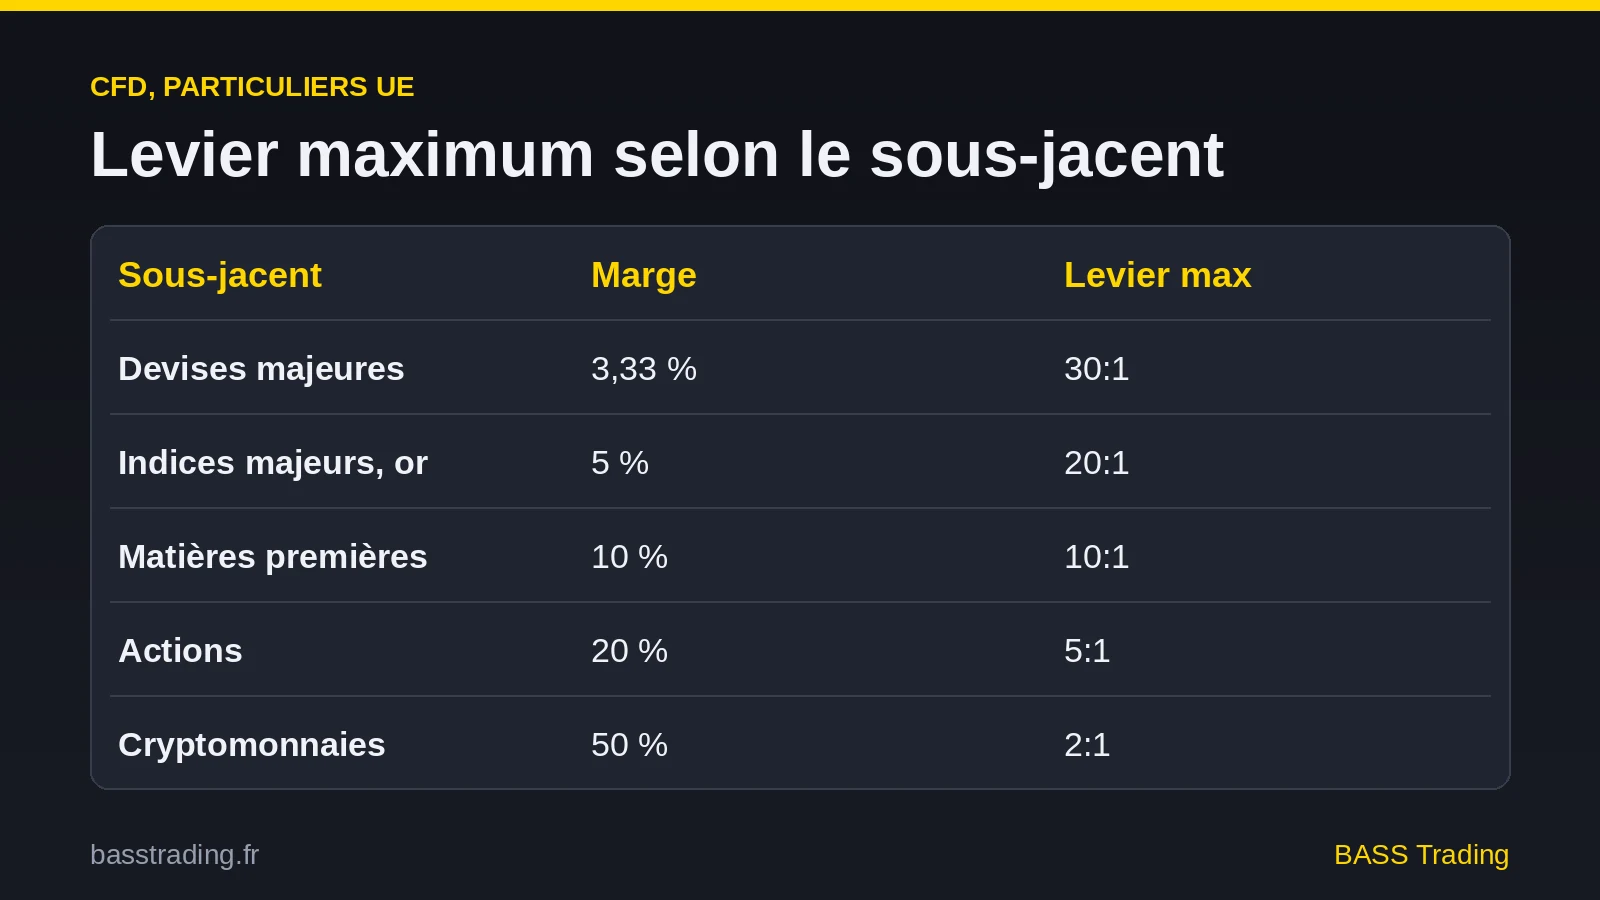 CFD, PARTICULIERS UE
Levier maximum selon le sous-jacent
Sous-jacent Marge Levier max
Devises majeures 3,33 % 30:1
Indices majeurs, or 5 % 20:1
Matières premières 10 % 10:1
Actions 20 % 5:1
Cryptomonnaies 50 % 2:1
basstrading.fr BASS Trading